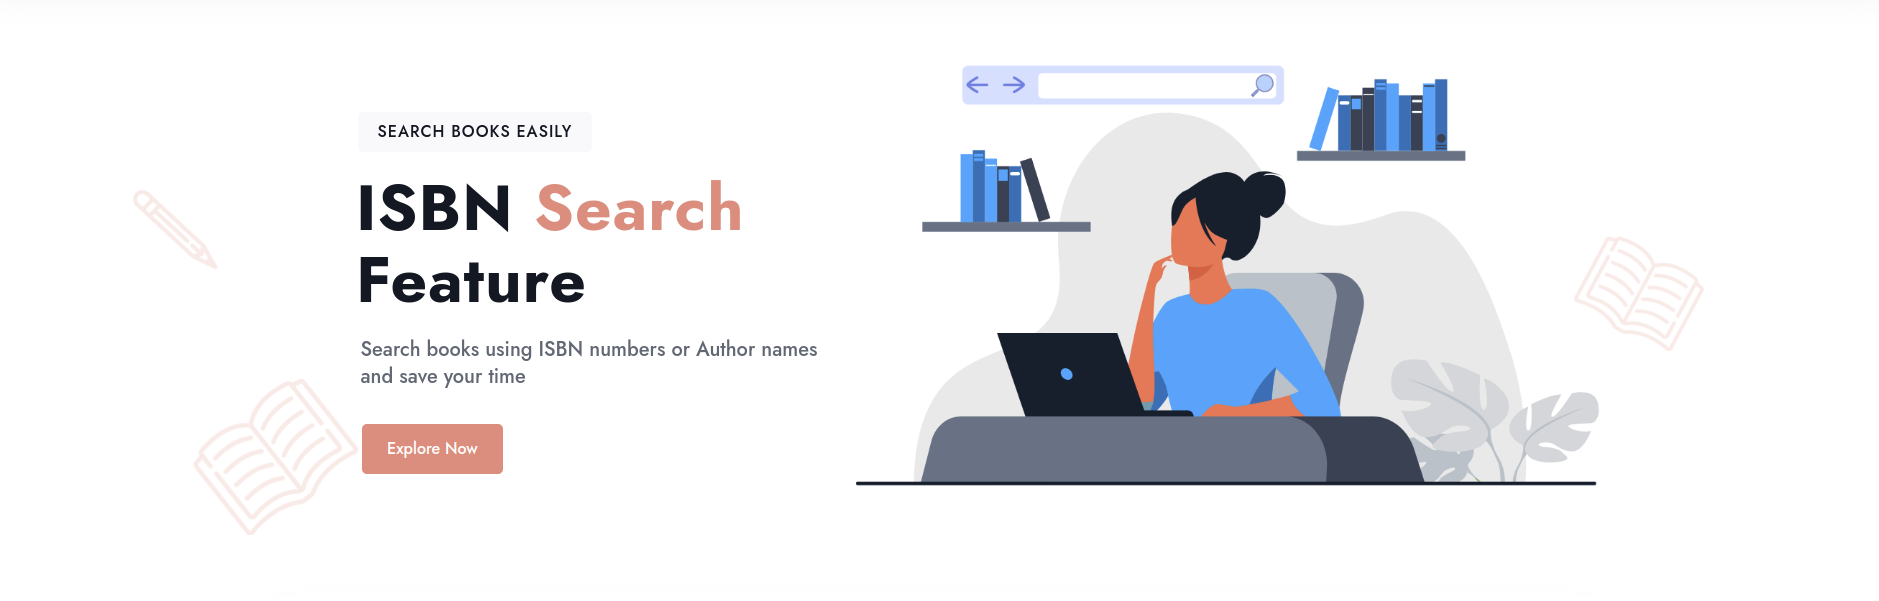 SEARCH BOOKS EASILY
ISBN Search
Feature
Search books using ISBN numbers or Author names
and save your time
Explore Now